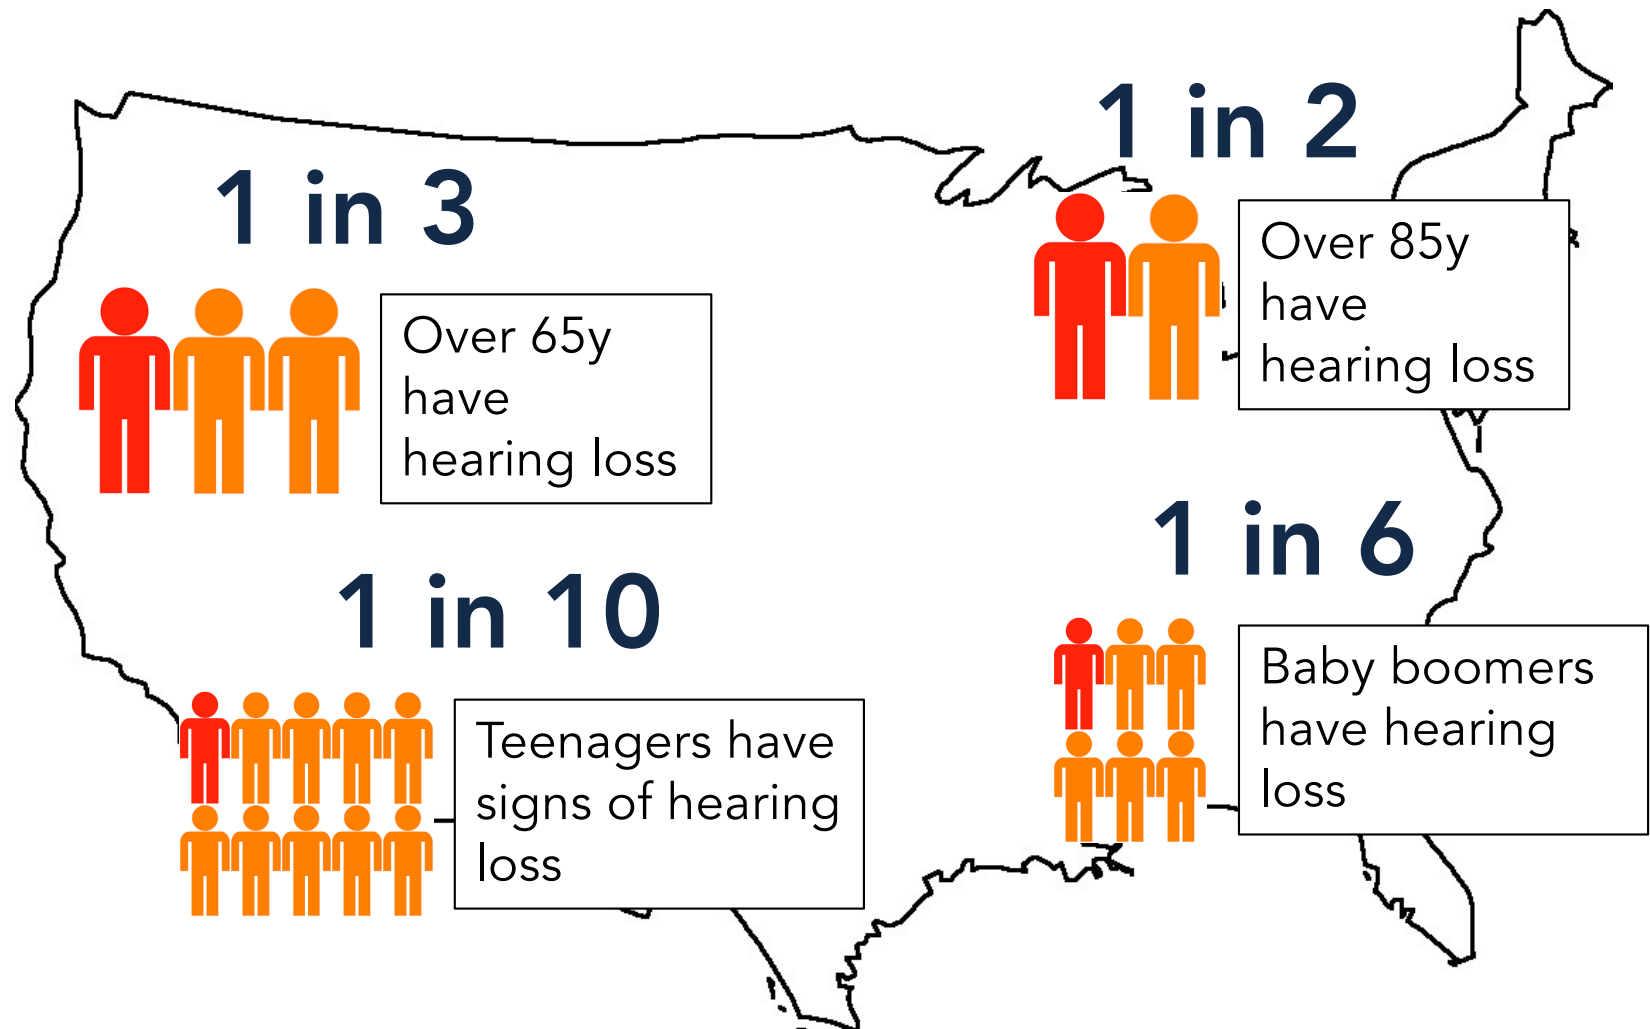 1 in 3
Over 65y
have
hearing loss
1 in 2
Over 85y
have
hearing loss
1 in 10
Teenagers have
signs of hearing
loss
1 in 6
Baby boomers
have hearing
loss